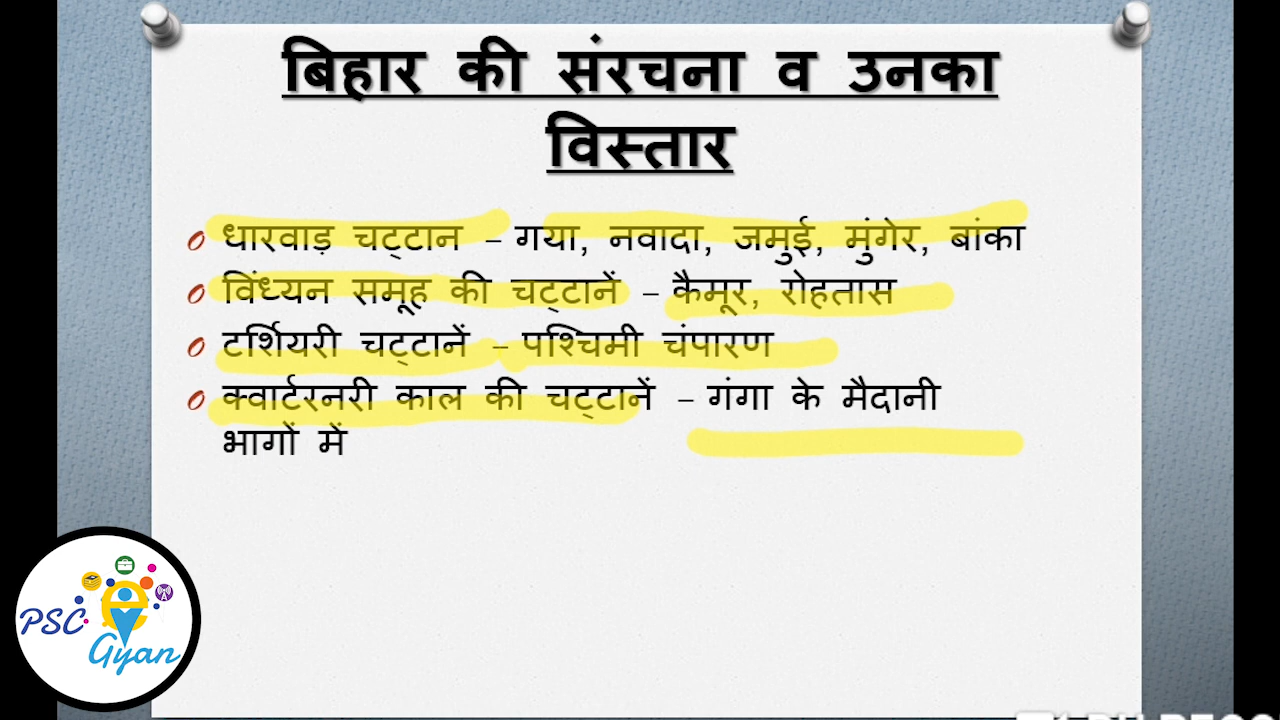 बिहार की संरचना व उनका
विस्तार
धारवाड़ चट्टान – गया, नवादा, जमुई, मुंगेर, बांका
विंध्यन समूह की चट्टानें – कैमूर, रोहतास
टर्शियरी चट्टानें – पश्चिमी चंपारण
क्वार्टरनरी काल की चट्टानें – गंगा के मैदानी
भागों में
PSC
Gyan